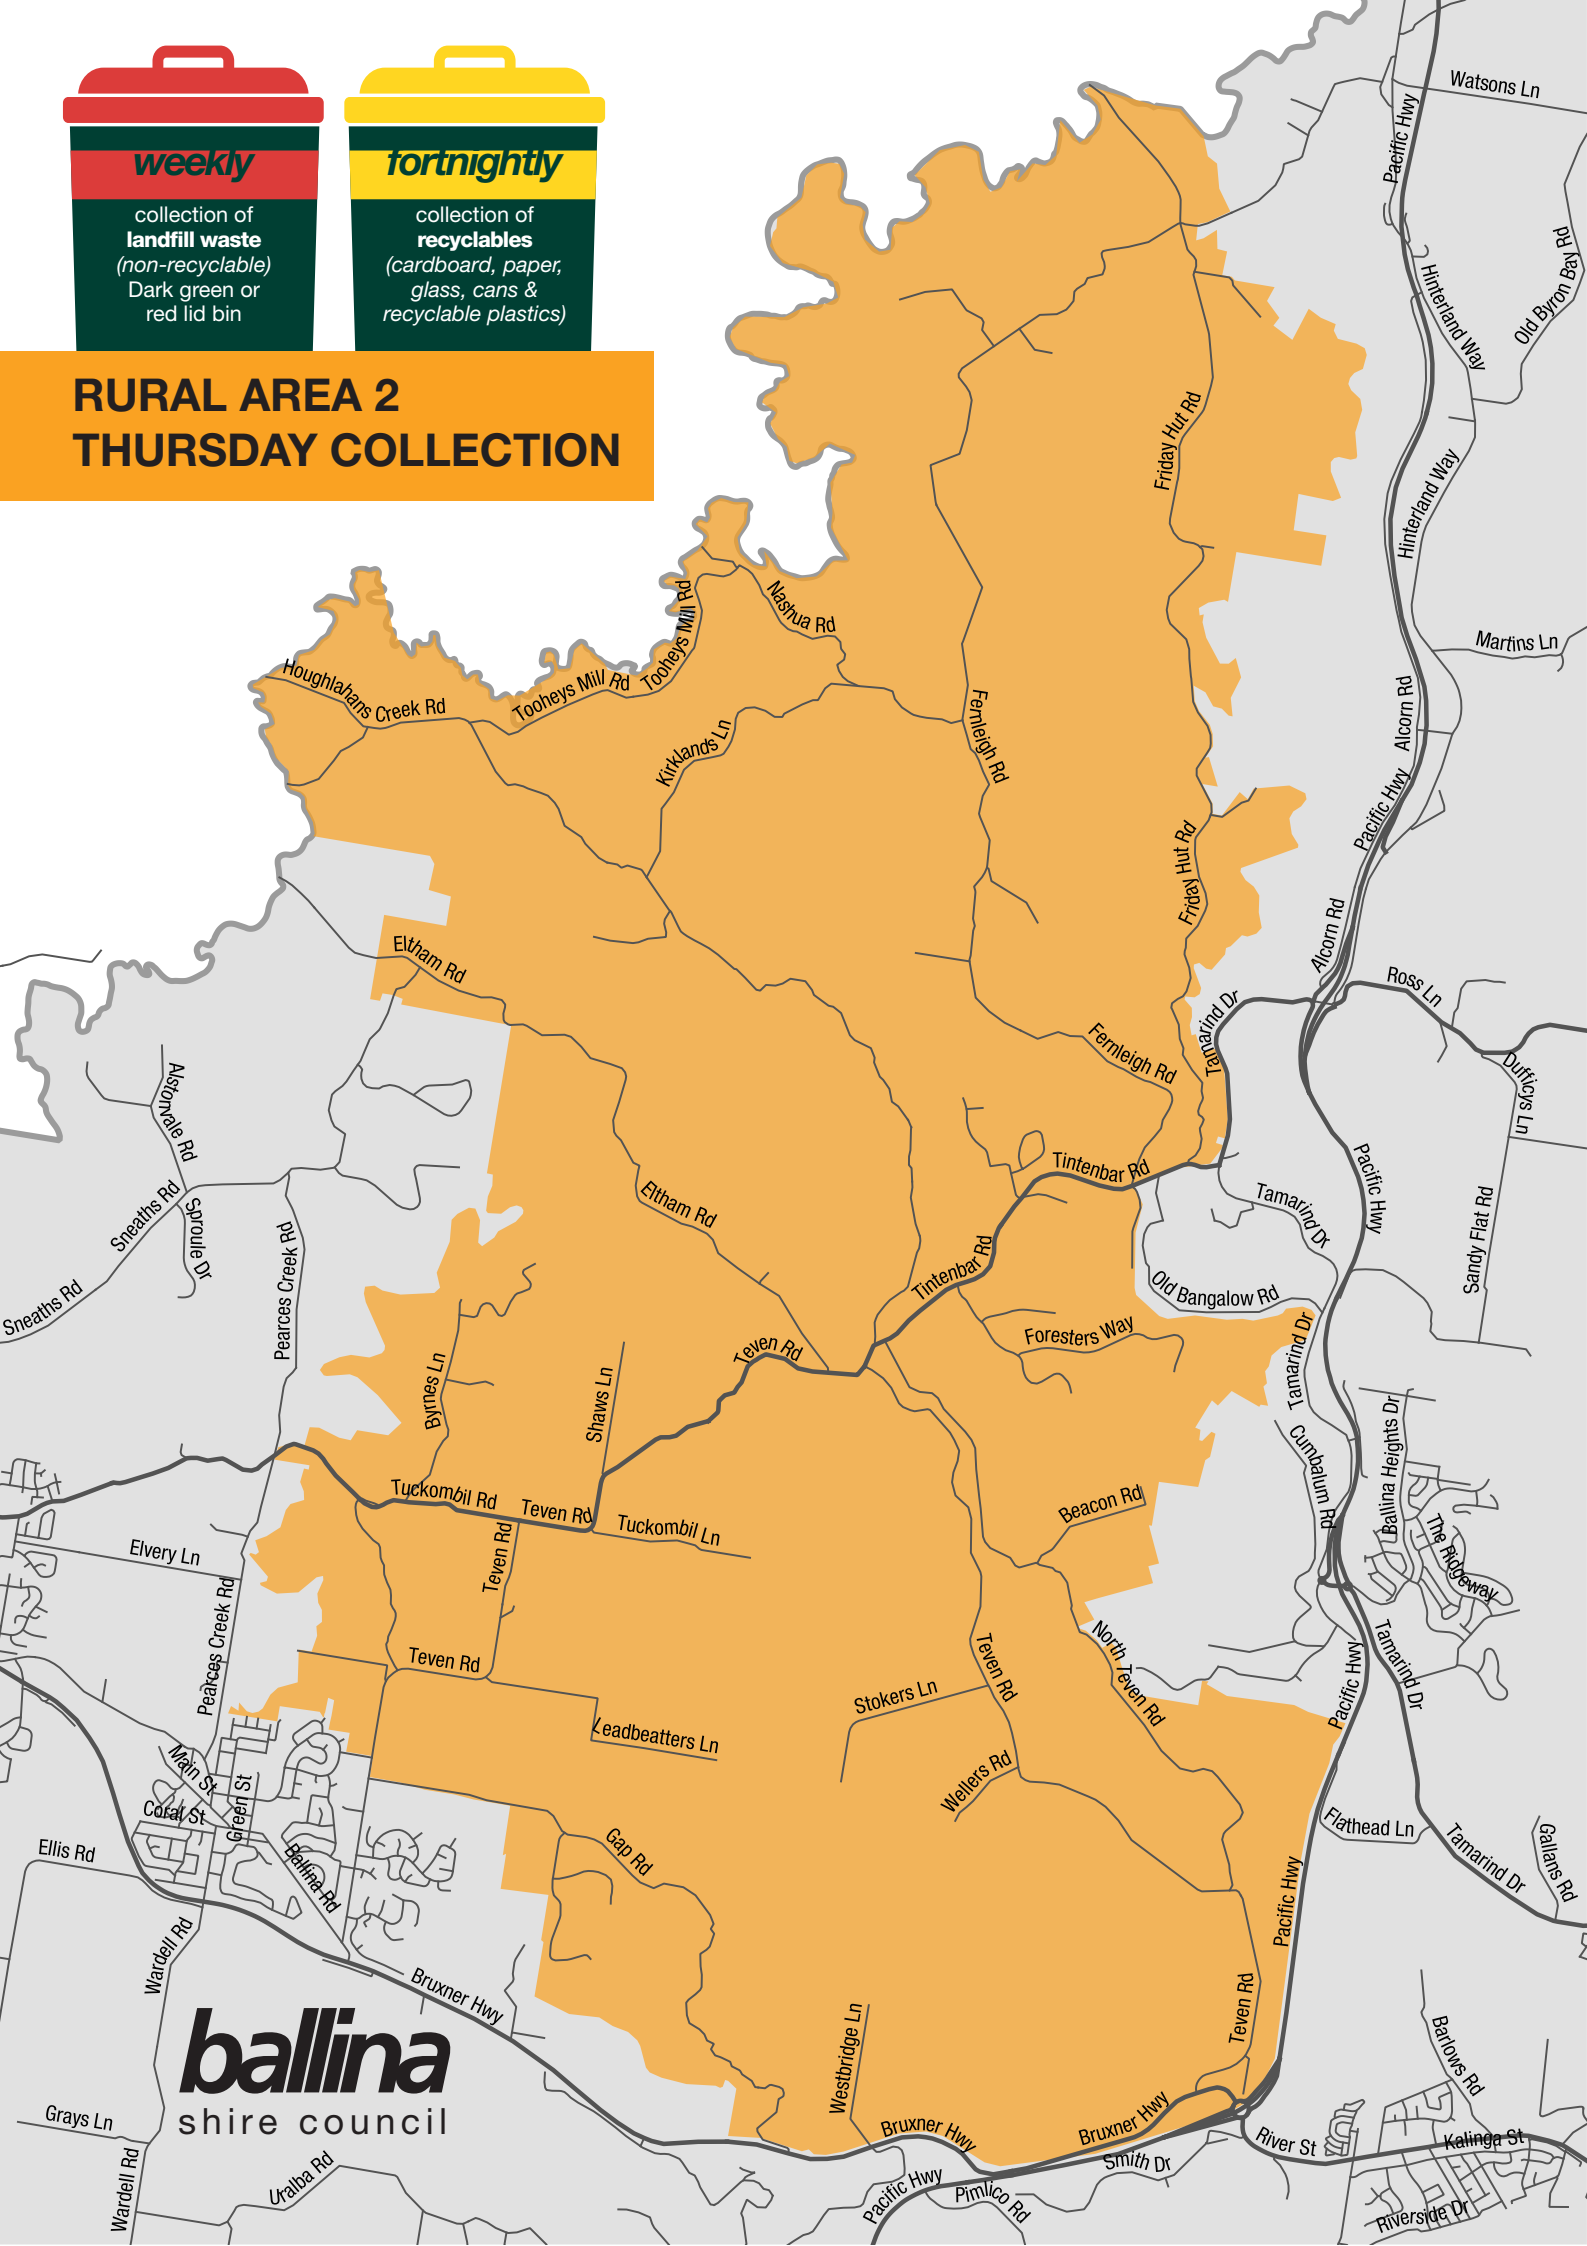 weekly
collection of
landfill waste
(non-recyclable)
Dark green or
red lid bin
fortnightly
collection of
recyclables
(cardboard, paper,
glass, cans &
recyclable plastics)
RURAL AREA 2
THURSDAY COLLECTION
Watsons Ln
Pacific Hwy
Old Byron Bay Rd
Hinterland Way
Friday Hut Rd
Hinterland Way
Martins Ln
Nashua Rd
Tooheys Mill Rd
Tooheys Mill Rd
Houghlahans Creek Rd
Kirklands Ln
Fernleigh Rd
Alcorn Rd
Pacific Hwy
Friday Hut Rd
Alcorn Rd
Eltham Rd
Ross Ln
Tamarind Dr
Fernleigh Rd
Dufficys Ln
Alstonvale Rd
Tintenbar Rd
Pacific Hwy
Sneaths Rd
Sproule Dr
Eltham Rd
Tamarind Dr
Sandy Flat Rd
Pearces Creek Rd
Tintenbar Rd
Old Bangalow Rd
Sneaths Rd
Foresters Way
Teven Rd
Tamarind Dr
Byrnes Ln
Shaws Ln
Cumbalum Rd
Ballina Heights Dr
Tuckombil Rd
Teven Rd
Tuckombil Ln
Beacon Rd
The Ridgeway
Elvery Ln
Teven Rd
Pearces Creek Rd
Teven Rd
Teven Rd
North Teven Rd
Tamarind Dr
Pacific Hwy
Stokers Ln
Leadbeatters Ln
Main St
Wellers Rd
Coral St
Green St
Flathead Ln
Ellis Rd
Ballina Rd
Gap Rd
Tamarind Dr
Gallans Rd
Pacific Hwy
Wardell Rd
Bruxner Hwy
Teven Rd
Westbridge Ln
Barlows Rd
ballina
shire council
Grays Ln
Bruxner Hwy
Bruxner Hwy
River St
Kalinga St
Smith Dr
Wardell Rd
Uralba Rd
Pacific Hwy
Pimlico Rd
Riverside Dr